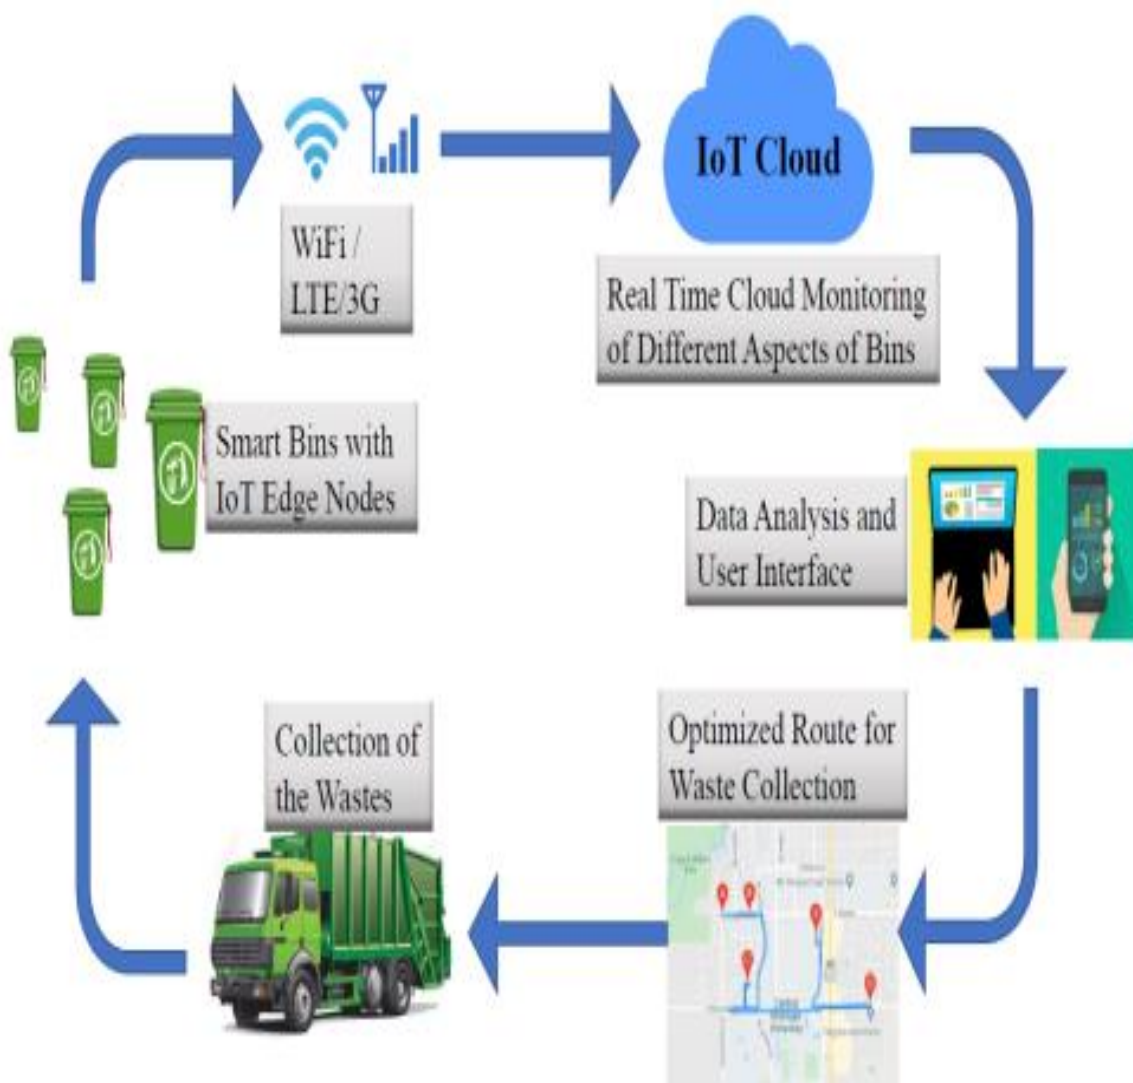 IoT Cloud
WiFi /
LTE/3G
Real Time Cloud Monitoring
of Different Aspects of Bins
Smart Bins with
IoT Edge Nodes
Data Analysis and
User Interface
Optimized Route for
Waste Collection
Collection of
the Wastes